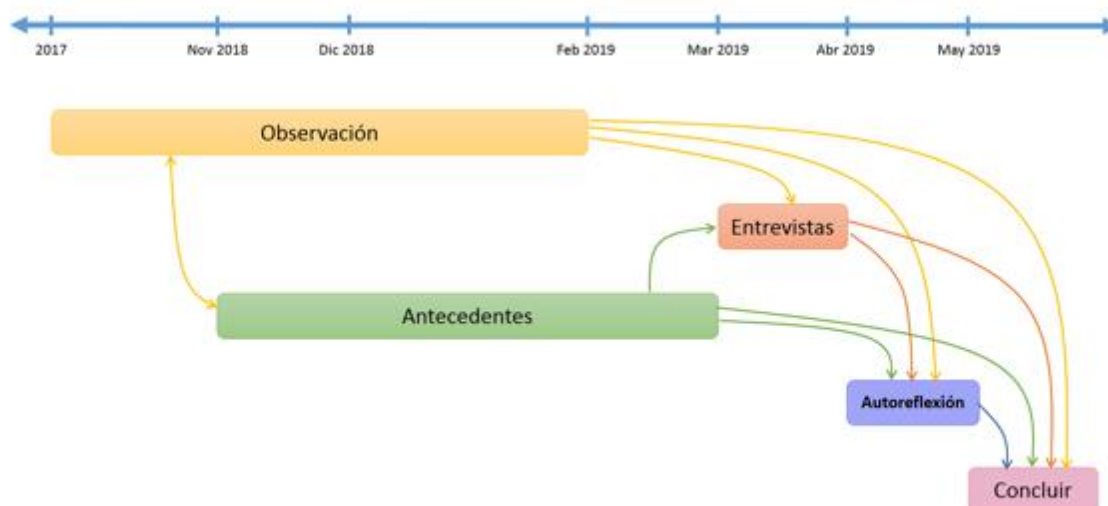 2017 Nov 2018 Dic 2018 Feb 2019 Mar 2019 Abr 2019 May 2019
Observación
Entrevistas
Antecedentes
Autoreflexión
Concluir